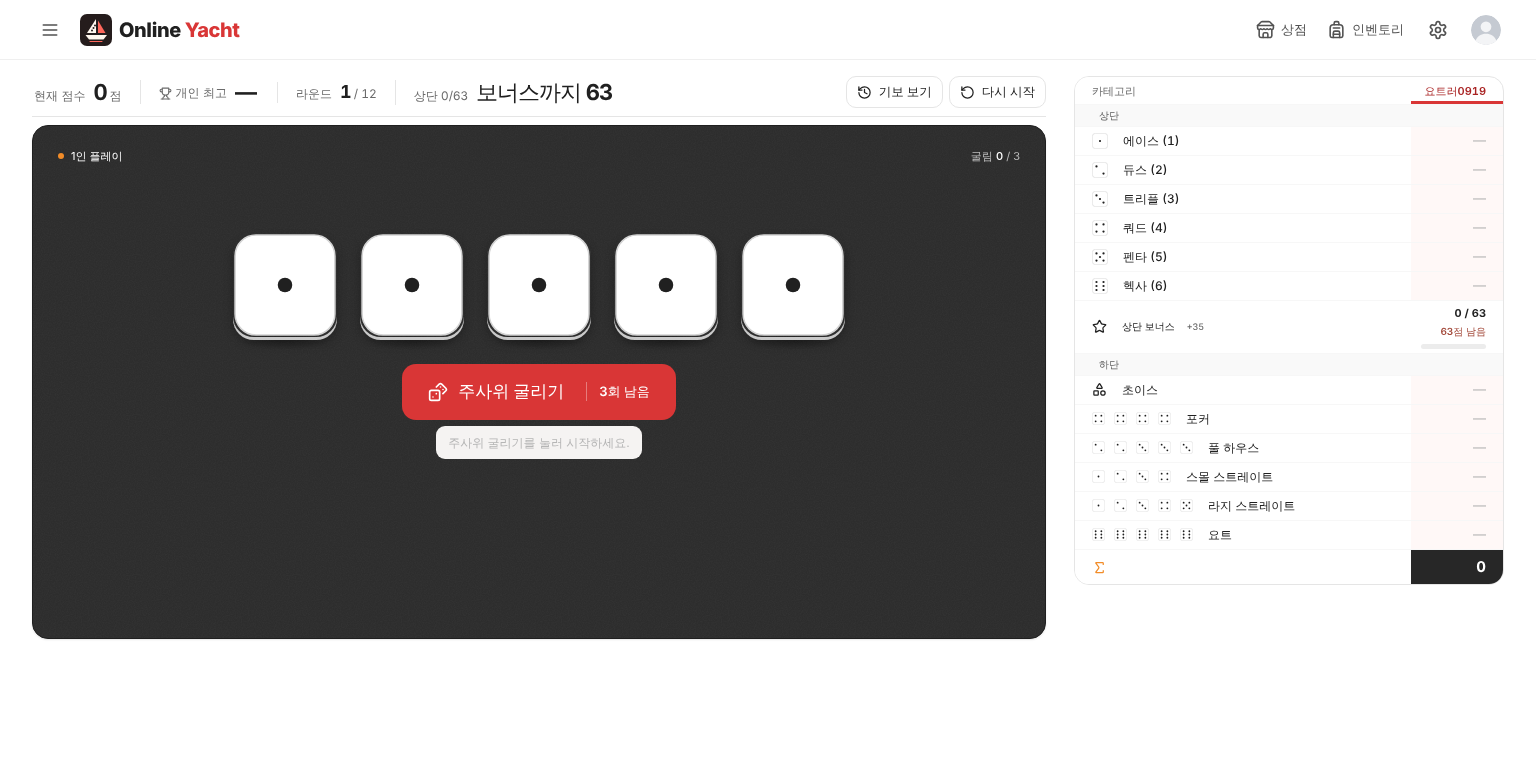 Online Yacht
상점
인벤토리
현재 점수 0 점
개인 최고 —
라운드 1 / 12
상단 0/63 보너스까지 63
기보 보기
다시 시작
1인 플레이
굴림 0 / 3
주사위 굴리기
3회 남음
주사위 굴리기를 눌러 시작하세요.
카테고리
요트러0919
상단
에이스 (1) —
듀스 (2) —
트리플 (3) —
쿼드 (4) —
펜타 (5) —
헥사 (6) —
상단 보너스 +35
0 / 63
63점 남음
하단
초이스 —
포커 —
풀 하우스 —
스몰 스트레이트 —
라지 스트레이트 —
요트 —
Σ 0